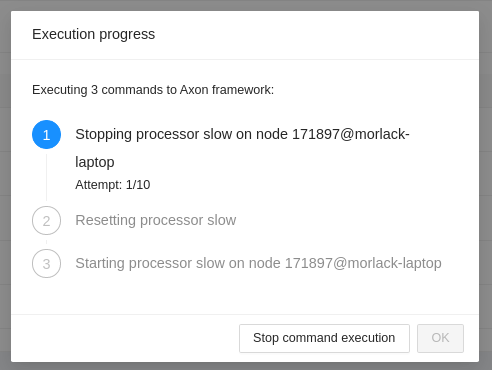 Execution progress
Executing 3 commands to Axon framework:
1
Stopping processor slow on node 171897@morlack-
laptop
Attempt: 1/10
2
Resetting processor slow
3
Starting processor slow on node 171897@morlack-laptop
Stop command execution
OK